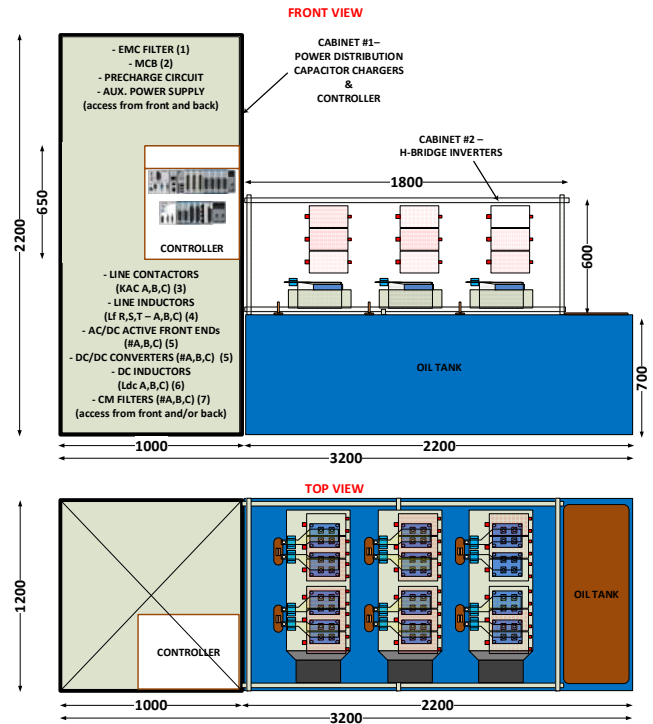 FRONT VIEW
- EMC FILTER (1)
- MCB (2)
- PRECHARGE CIRCUIT
- AUX. POWER SUPPLY
(access from front and back)
CABINET #1–
POWER DISTRIBUTION
CAPACITOR CHARGERS
&
CONTROLLER
CABINET #2 –
H-BRIDGE INVERTERS
1800
650
2200
600
CONTROLLER
- LINE CONTACTORS
(KAC A,B,C) (3)
- LINE INDUCTORS
(Lf R,S,T – A,B,C) (4)
- AC/DC ACTIVE FRONT ENDs
(#A,B,C) (5)
- DC/DC CONVERTERS (#A,B,C) (5)
- DC INDUCTORS
(Ldc A,B,C) (6)
- CM FILTERS (#A,B,C) (7)
(access from front and/or back)
OIL TANK
700
1000
2200
3200
TOP VIEW
1200
CONTROLLER
OIL TANK
1000
2200
3200